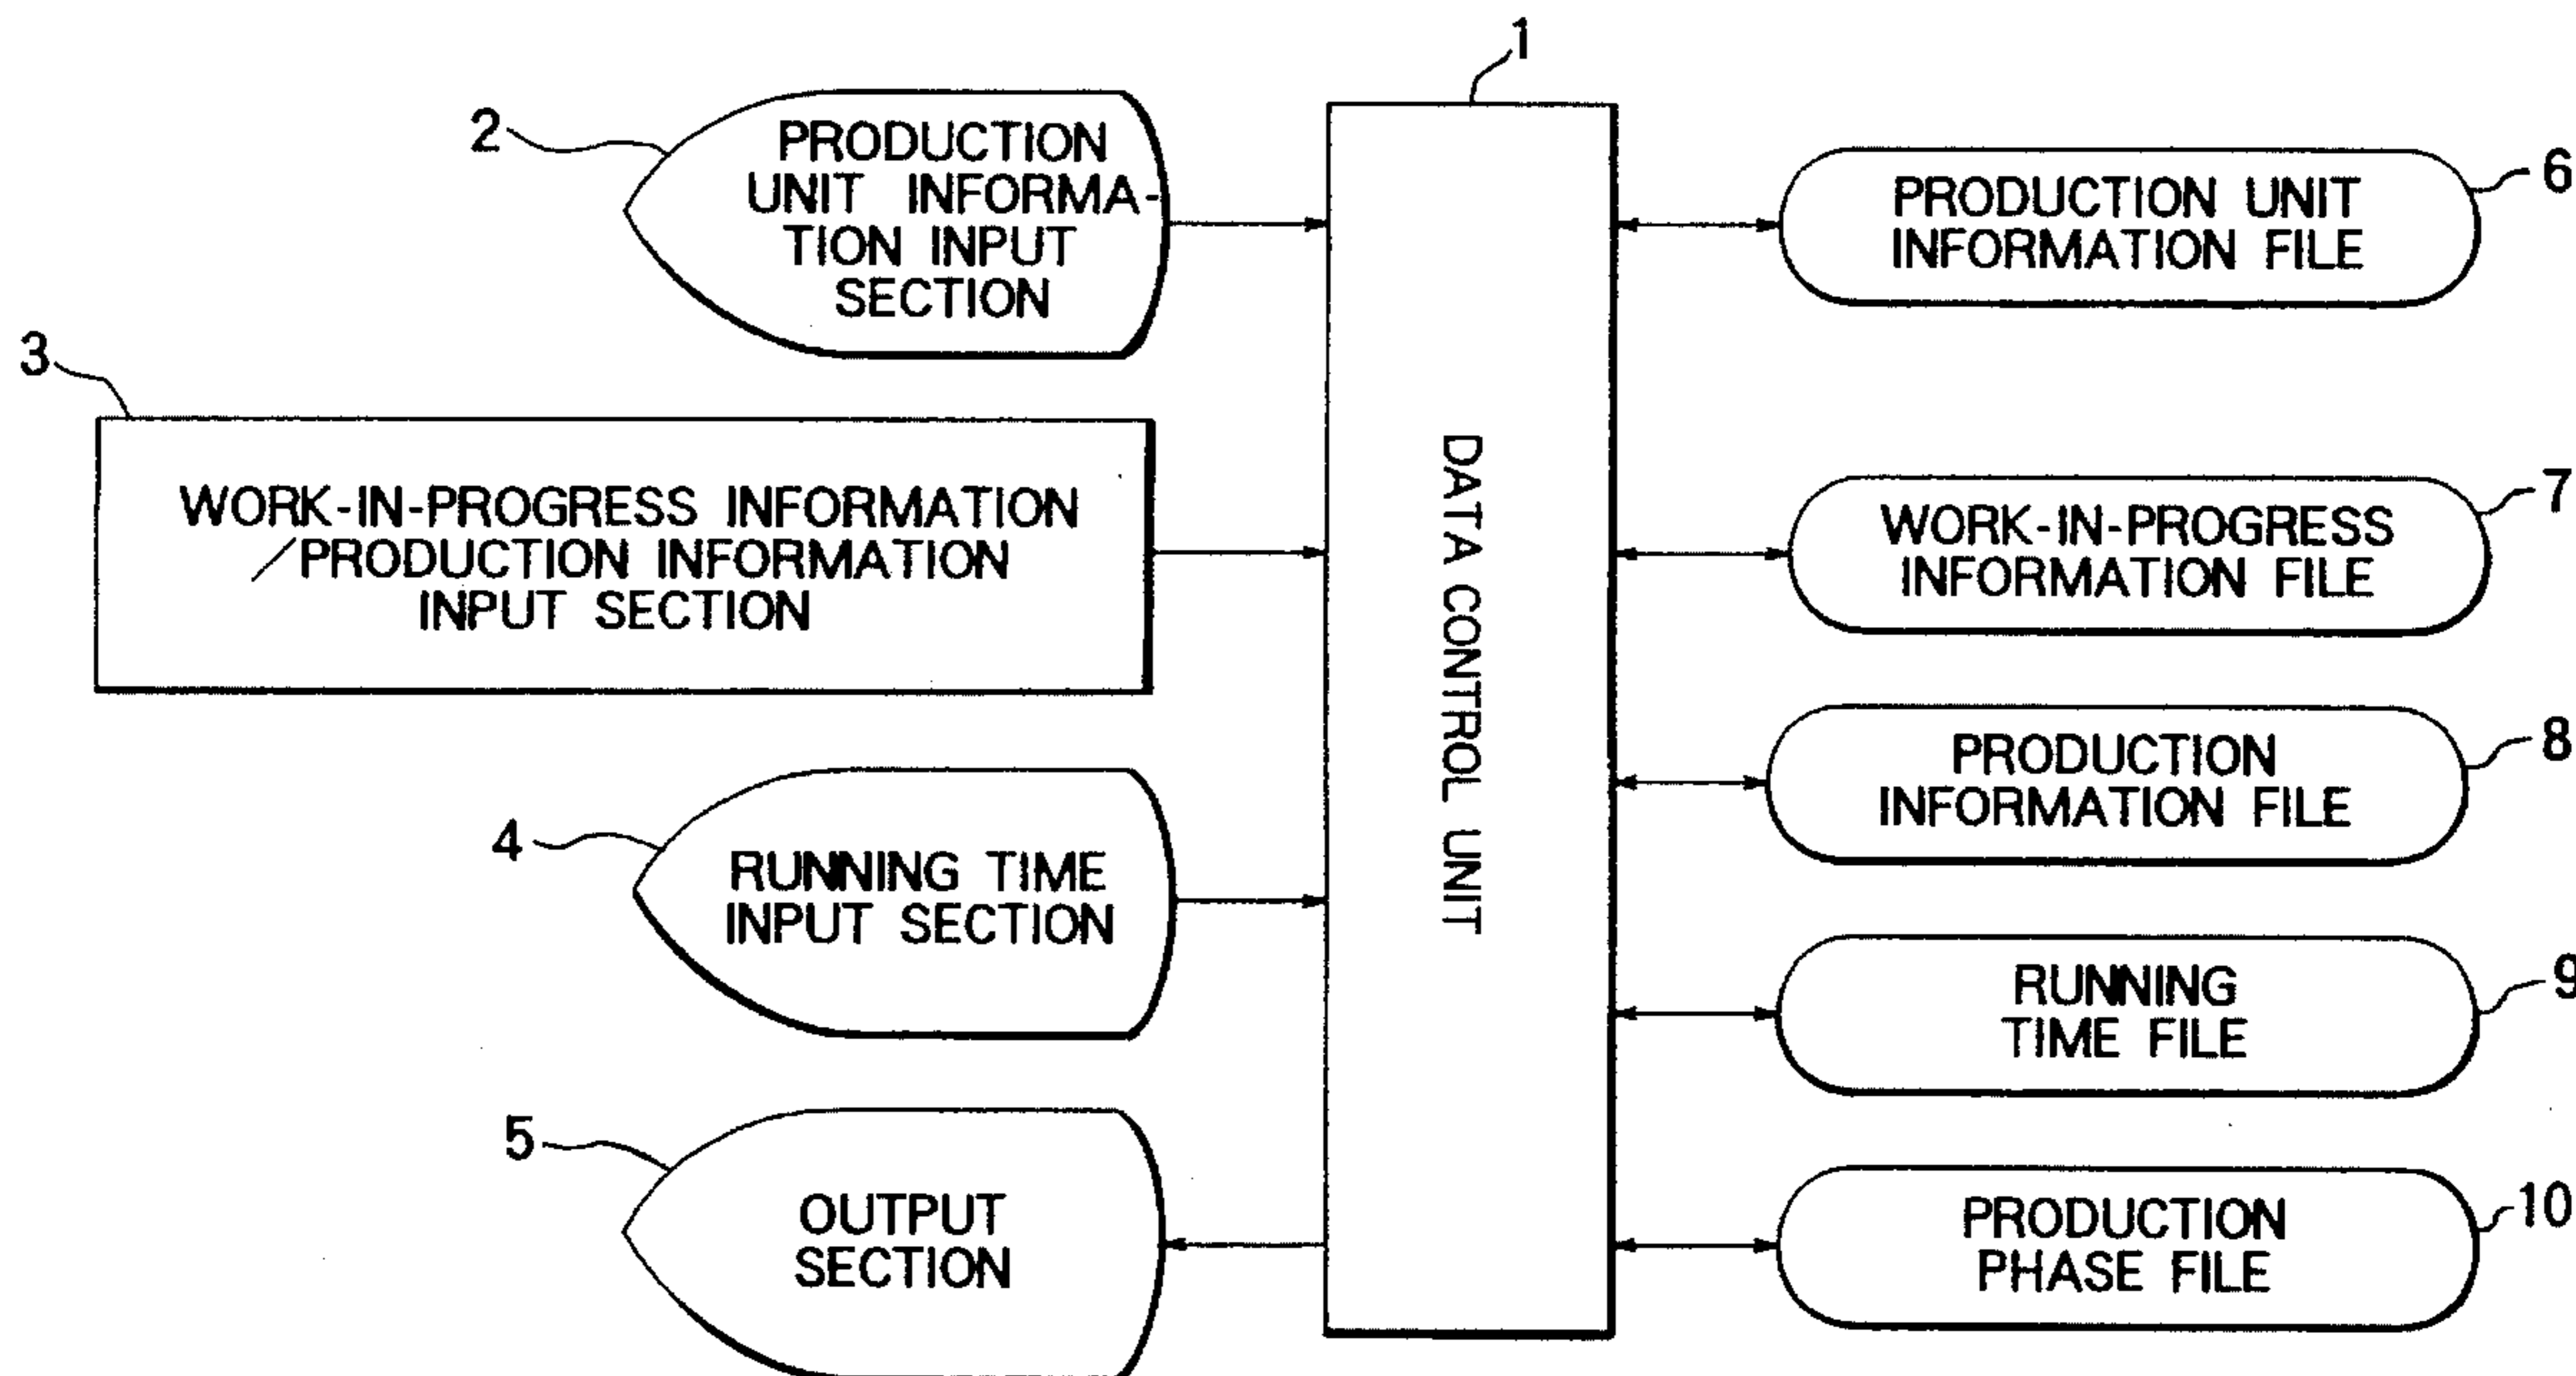 1
2
PRODUCTION
UNIT INFORMA-
TION INPUT
SECTION
3
WORK-IN-PROGRESS INFORMATION
/PRODUCTION INFORMATION
INPUT SECTION
4
RUNNING TIME
INPUT SECTION
5
OUTPUT
SECTION
DATA CONTROL UNIT
6
PRODUCTION UNIT
INFORMATION FILE
7
WORK-IN-PROGRESS
INFORMATION FILE
8
PRODUCTION
INFORMATION FILE
9
RUNNING
TIME FILE
10
PRODUCTION
PHASE FILE